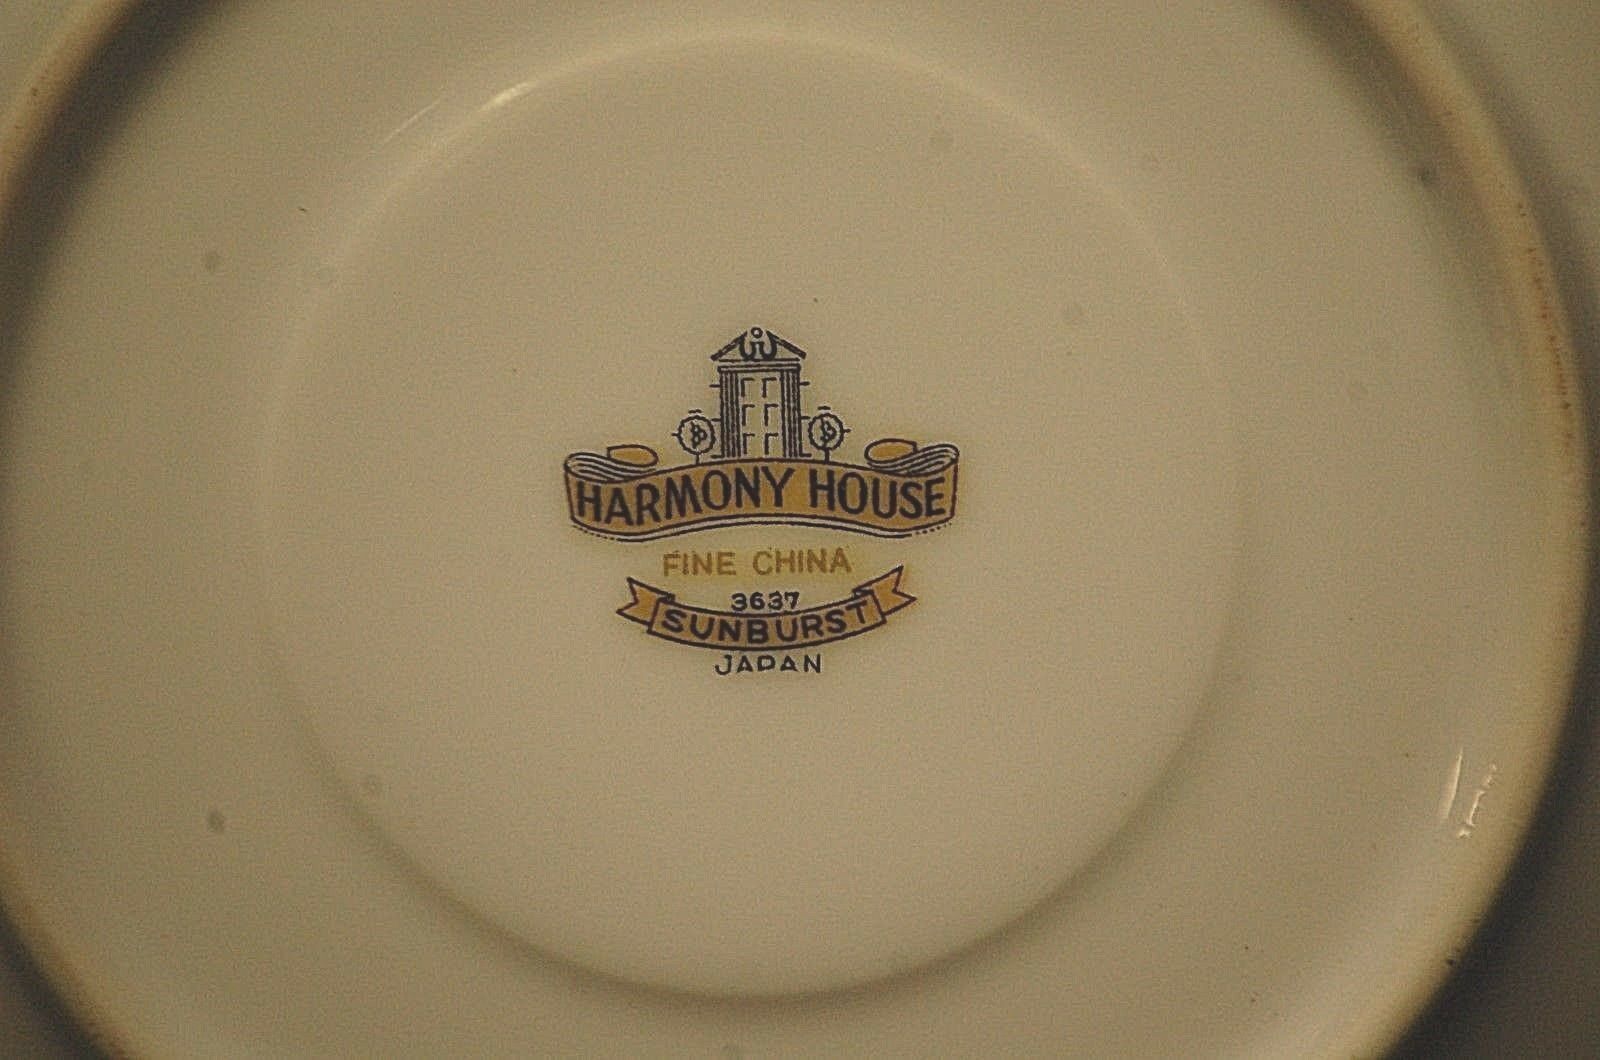 HARMONY HOUSE
FINE CHINA
3637
SUNBURST
JAPAN